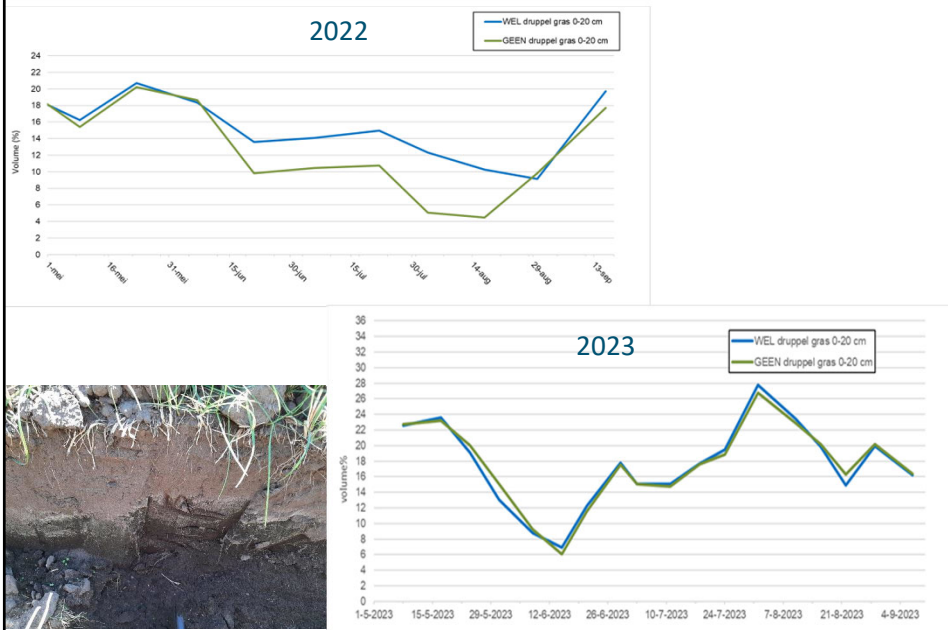 2022
WEL druppel gras 0-20 cm
GEEN druppel gras 0-20 cm
Volume (%)
24
22
20
18
16
14
12
10
8
6
4
2
0
1-mei
16-mei
31-mei
15-jun
30-jun
15-jul
30-jul
14-aug
29-aug
13-sep
2023
WEL druppel gras 0-20 cm
GEEN druppel gras 0-20 cm
volume%
36
34
32
30
28
26
24
22
20
18
16
14
12
10
8
6
4
2
0
1-5-2023
15-5-2023
29-5-2023
12-6-2023
26-6-2023
10-7-2023
24-7-2023
7-8-2023
21-8-2023
4-9-2023